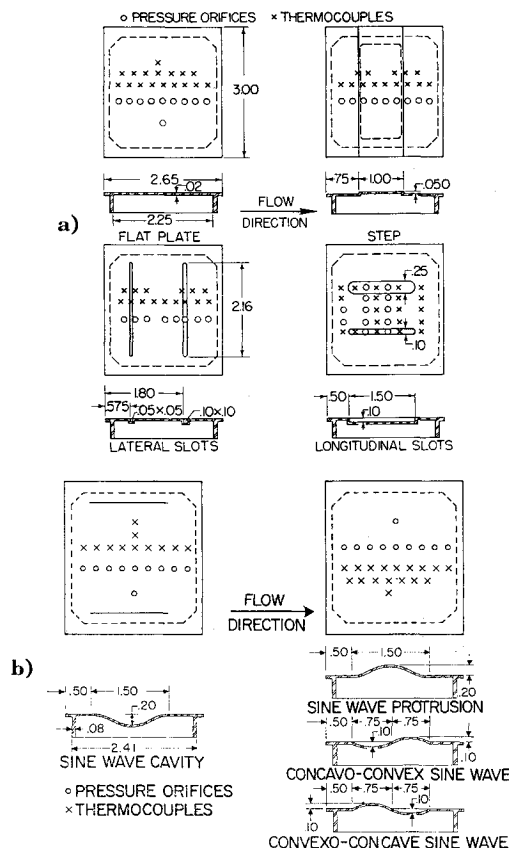 ○ PRESSURE ORIFICES × THERMOCOUPLES
3.00
2.65
.02
2.25
FLOW
DIRECTION
.75 1.00
.050
a)
FLAT PLATE
STEP
2.16
.25
.10
1.80
.575
.05×.05
.10×.10
LATERAL SLOTS
.50 1.50
.10
LONGITUDINAL SLOTS
FLOW
DIRECTION
b)
.50 1.50
.20
.08
2.41
SINE WAVE CAVITY
○ PRESSURE ORIFICES
× THERMOCOUPLES
.50 1.50
.20
SINE WAVE PROTRUSION
.50 .75 .75
.10
.10
CONCAVO-CONVEX SINE WAVE
.50 .75 .75
.10
.10
CONVEXO-CONCAVE SINE WAVE